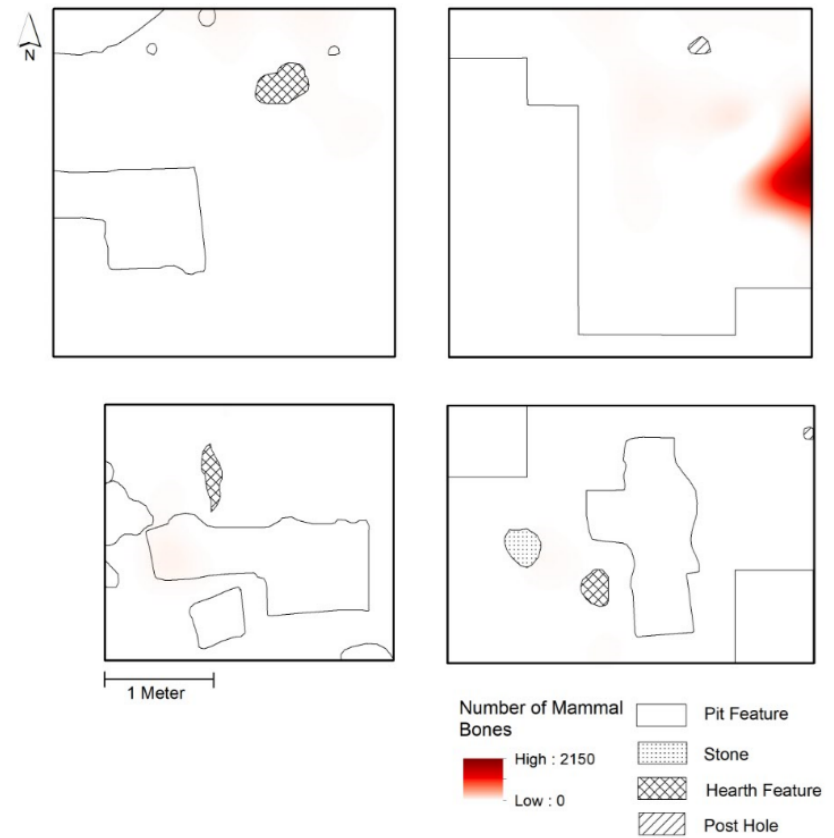 N
1 Meter
Number of Mammal
Bones
High : 2150
Low : 0
Pit Feature
Stone
Hearth Feature
Post Hole